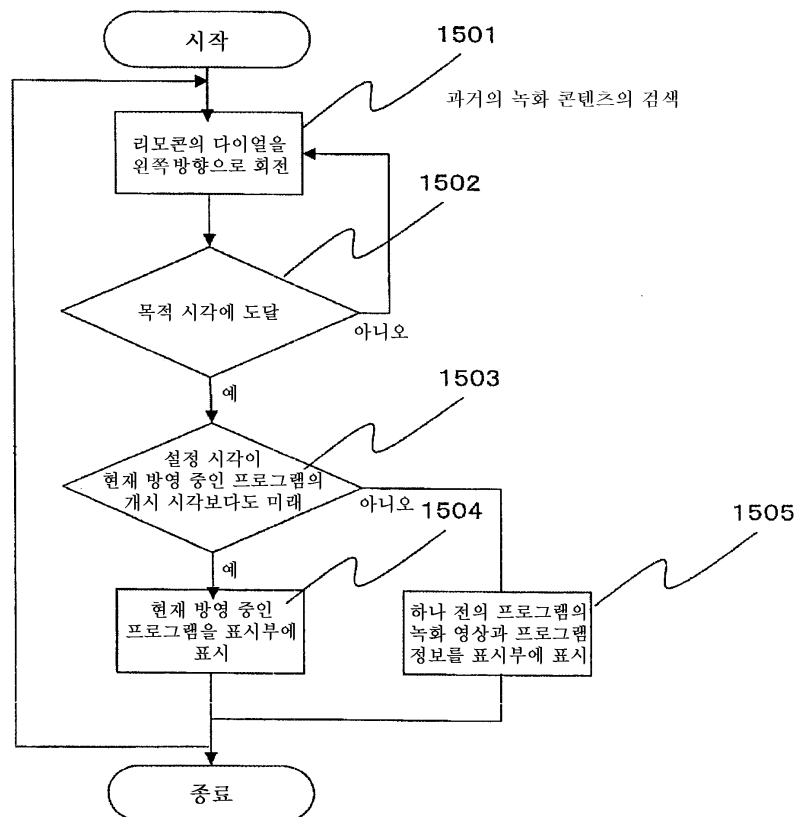 시작
1501
과거의 녹화 콘텐츠의 검색
리모콘의 다이얼을
왼쪽 방향으로 회전
1502
목적 시각에 도달
아니오
예
1503
설정 시각이
현재 방영 중인 프로그램의
개시 시각보다도 미래
아니오
1504
1505
예
현재 방영 중인
프로그램을 표시부에
표시
하나 전의 프로그램의
녹화 영상과 프로그램
정보를 표시부에 표시
종료